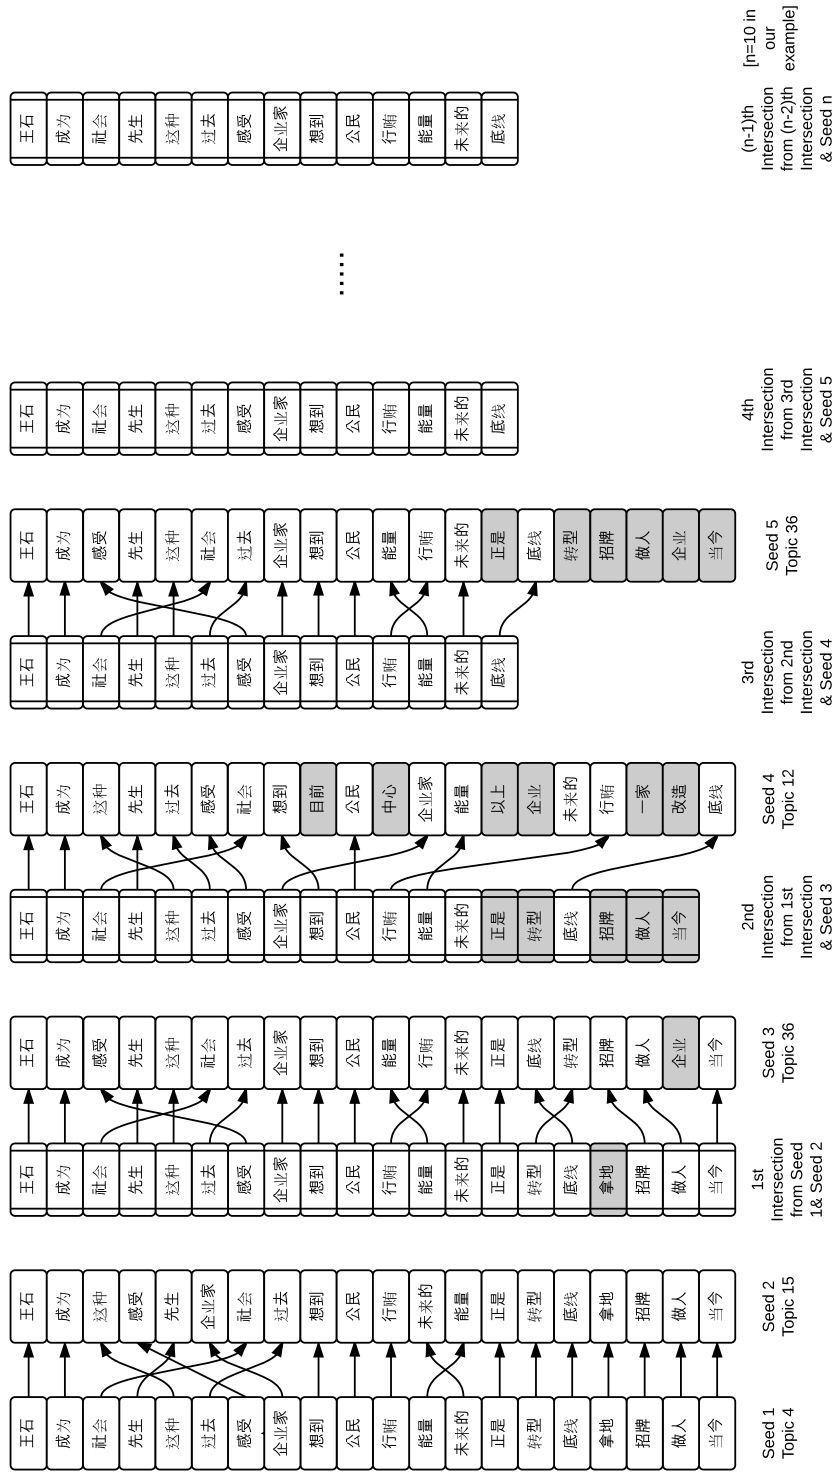 王石
成为
社会
先生
这种
过去
感受
企业家
想到
公民
行贿
能量
未来的
正是
转型
底线
拿地
招牌
做人
当今
Seed 1
Topic 4
王石
成为
这种
感受
先生
企业家
社会
过去
想到
公民
行贿
未来的
能量
正是
转型
底线
拿地
招牌
做人
当今
Seed 2
Topic 15
王石
成为
社会
先生
这种
过去
感受
企业家
想到
公民
行贿
能量
未来的
正是
转型
底线
拿地
招牌
做人
当今
1st
Intersection
from Seed
1& Seed 2
王石
成为
感受
先生
这种
社会
过去
企业家
想到
公民
能量
行贿
未来的
正是
底线
转型
招牌
做人
企业
当今
Seed 3
Topic 36
王石
成为
社会
先生
这种
过去
感受
企业家
想到
公民
行贿
能量
未来的
正是
转型
底线
招牌
做人
当今
2nd
Intersection
from 1st
Intersection
& Seed 3
王石
成为
这种
先生
过去
感受
社会
想到
目前
公民
中心
企业家
能量
以上
企业
未来的
行贿
一家
改造
底线
Seed 4
Topic 12
王石
成为
社会
先生
这种
过去
感受
企业家
想到
公民
行贿
能量
未来的
底线
3rd
Intersection
from 2nd
Intersection
& Seed 4
王石
成为
感受
先生
这种
社会
过去
企业家
想到
公民
能量
行贿
未来的
正是
底线
转型
招牌
做人
企业
当今
Seed 5
Topic 36
王石
成为
社会
先生
这种
过去
感受
企业家
想到
公民
行贿
能量
未来的
底线
4th
Intersection
from 3rd
Intersection
& Seed 5
.....
王石
成为
社会
先生
这种
过去
感受
企业家
想到
公民
行贿
能量
未来的
底线
(n-1)th
Intersection
from (n-2)th
Intersection
& Seed n
[n=10 in
our
example]